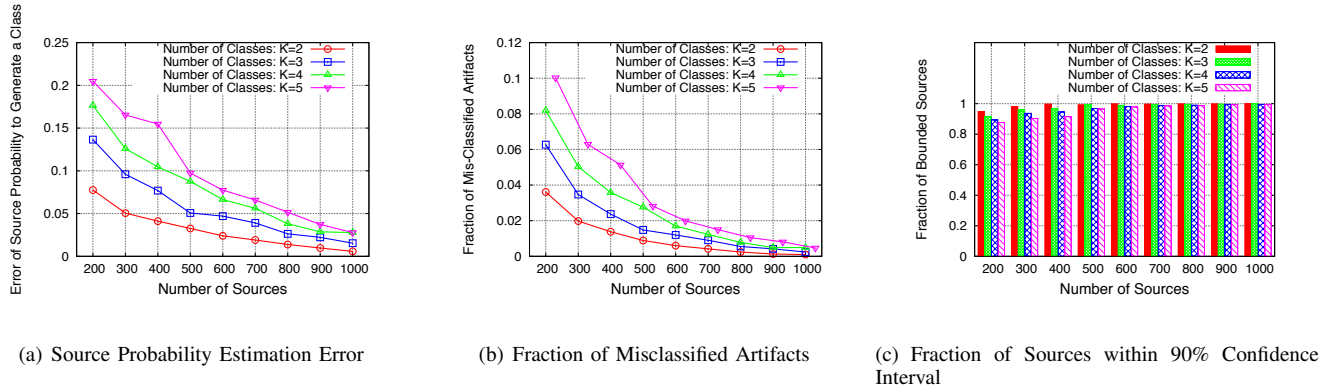 Error of Source Probability to Generate a Class
0.25
0.2
0.15
0.1
0.05
0
Number of Classes: K=2
Number of Classes: K=3
Number of Classes: K=4
Number of Classes: K=5
200 300 400 500 600 700 800 900 1000
Number of Sources
(a) Source Probability Estimation Error
Fraction of Mis-Classified Artifacts
0.12
0.1
0.08
0.06
0.04
0.02
0
Number of Classes: K=2
Number of Classes: K=3
Number of Classes: K=4
Number of Classes: K=5
200 300 400 500 600 700 800 900 1000
Number of Sources
(b) Fraction of Misclassified Artifacts
Fraction of Bounded Sources
1
0.8
0.6
0.4
0.2
0
Number of Classes: K=2
Number of Classes: K=3
Number of Classes: K=4
Number of Classes: K=5
200 300 400 500 600 700 800 900 1000
Number of Sources
(c) Fraction of Sources within 90% Confidence
Interval